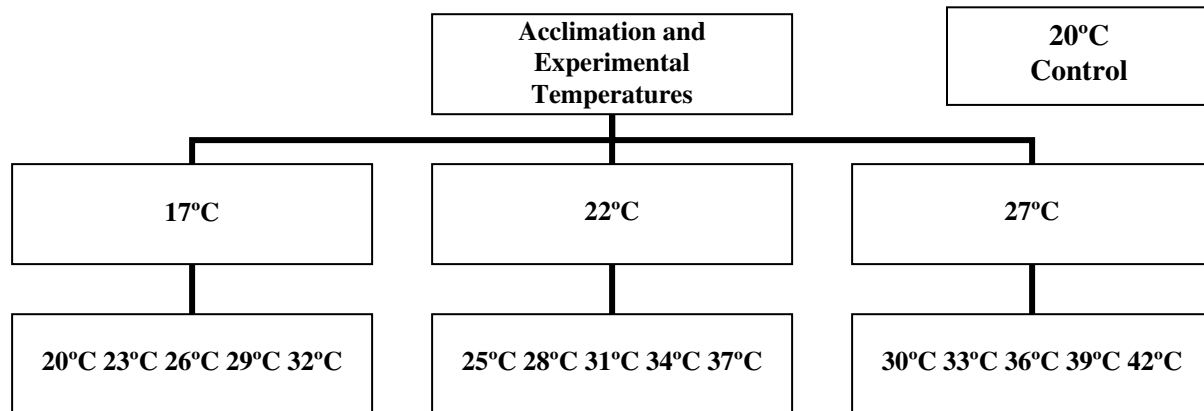 Acclimation and
Experimental
Temperatures
20ºC
Control
17ºC
22ºC
27ºC
20ºC 23ºC 26ºC 29ºC 32ºC
25ºC 28ºC 31ºC 34ºC 37ºC
30ºC 33ºC 36ºC 39ºC 42ºC